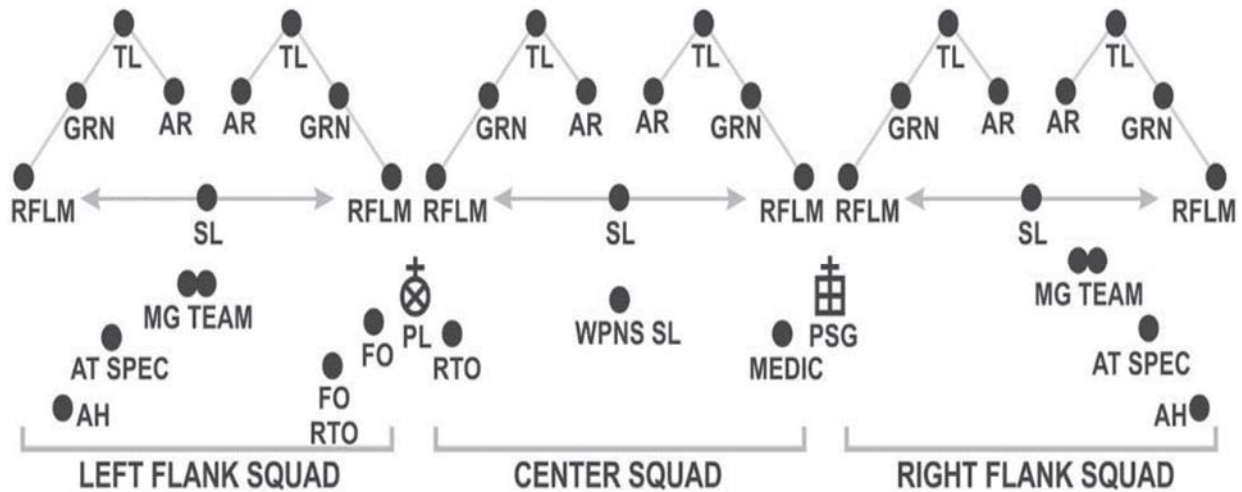 TL TL TL TL TL TL
GRN AR AR GRN GRN AR AR GRN GRN AR AR GRN
RFLM RFLM RFLM RFLM RFLM RFLM
SL SL SL
MG TEAM PL WPNS SL PSG MG TEAM
AT SPEC FO RTO MEDIC AT SPEC
AH FO AH
RTO
LEFT FLANK SQUAD CENTER SQUAD RIGHT FLANK SQUAD